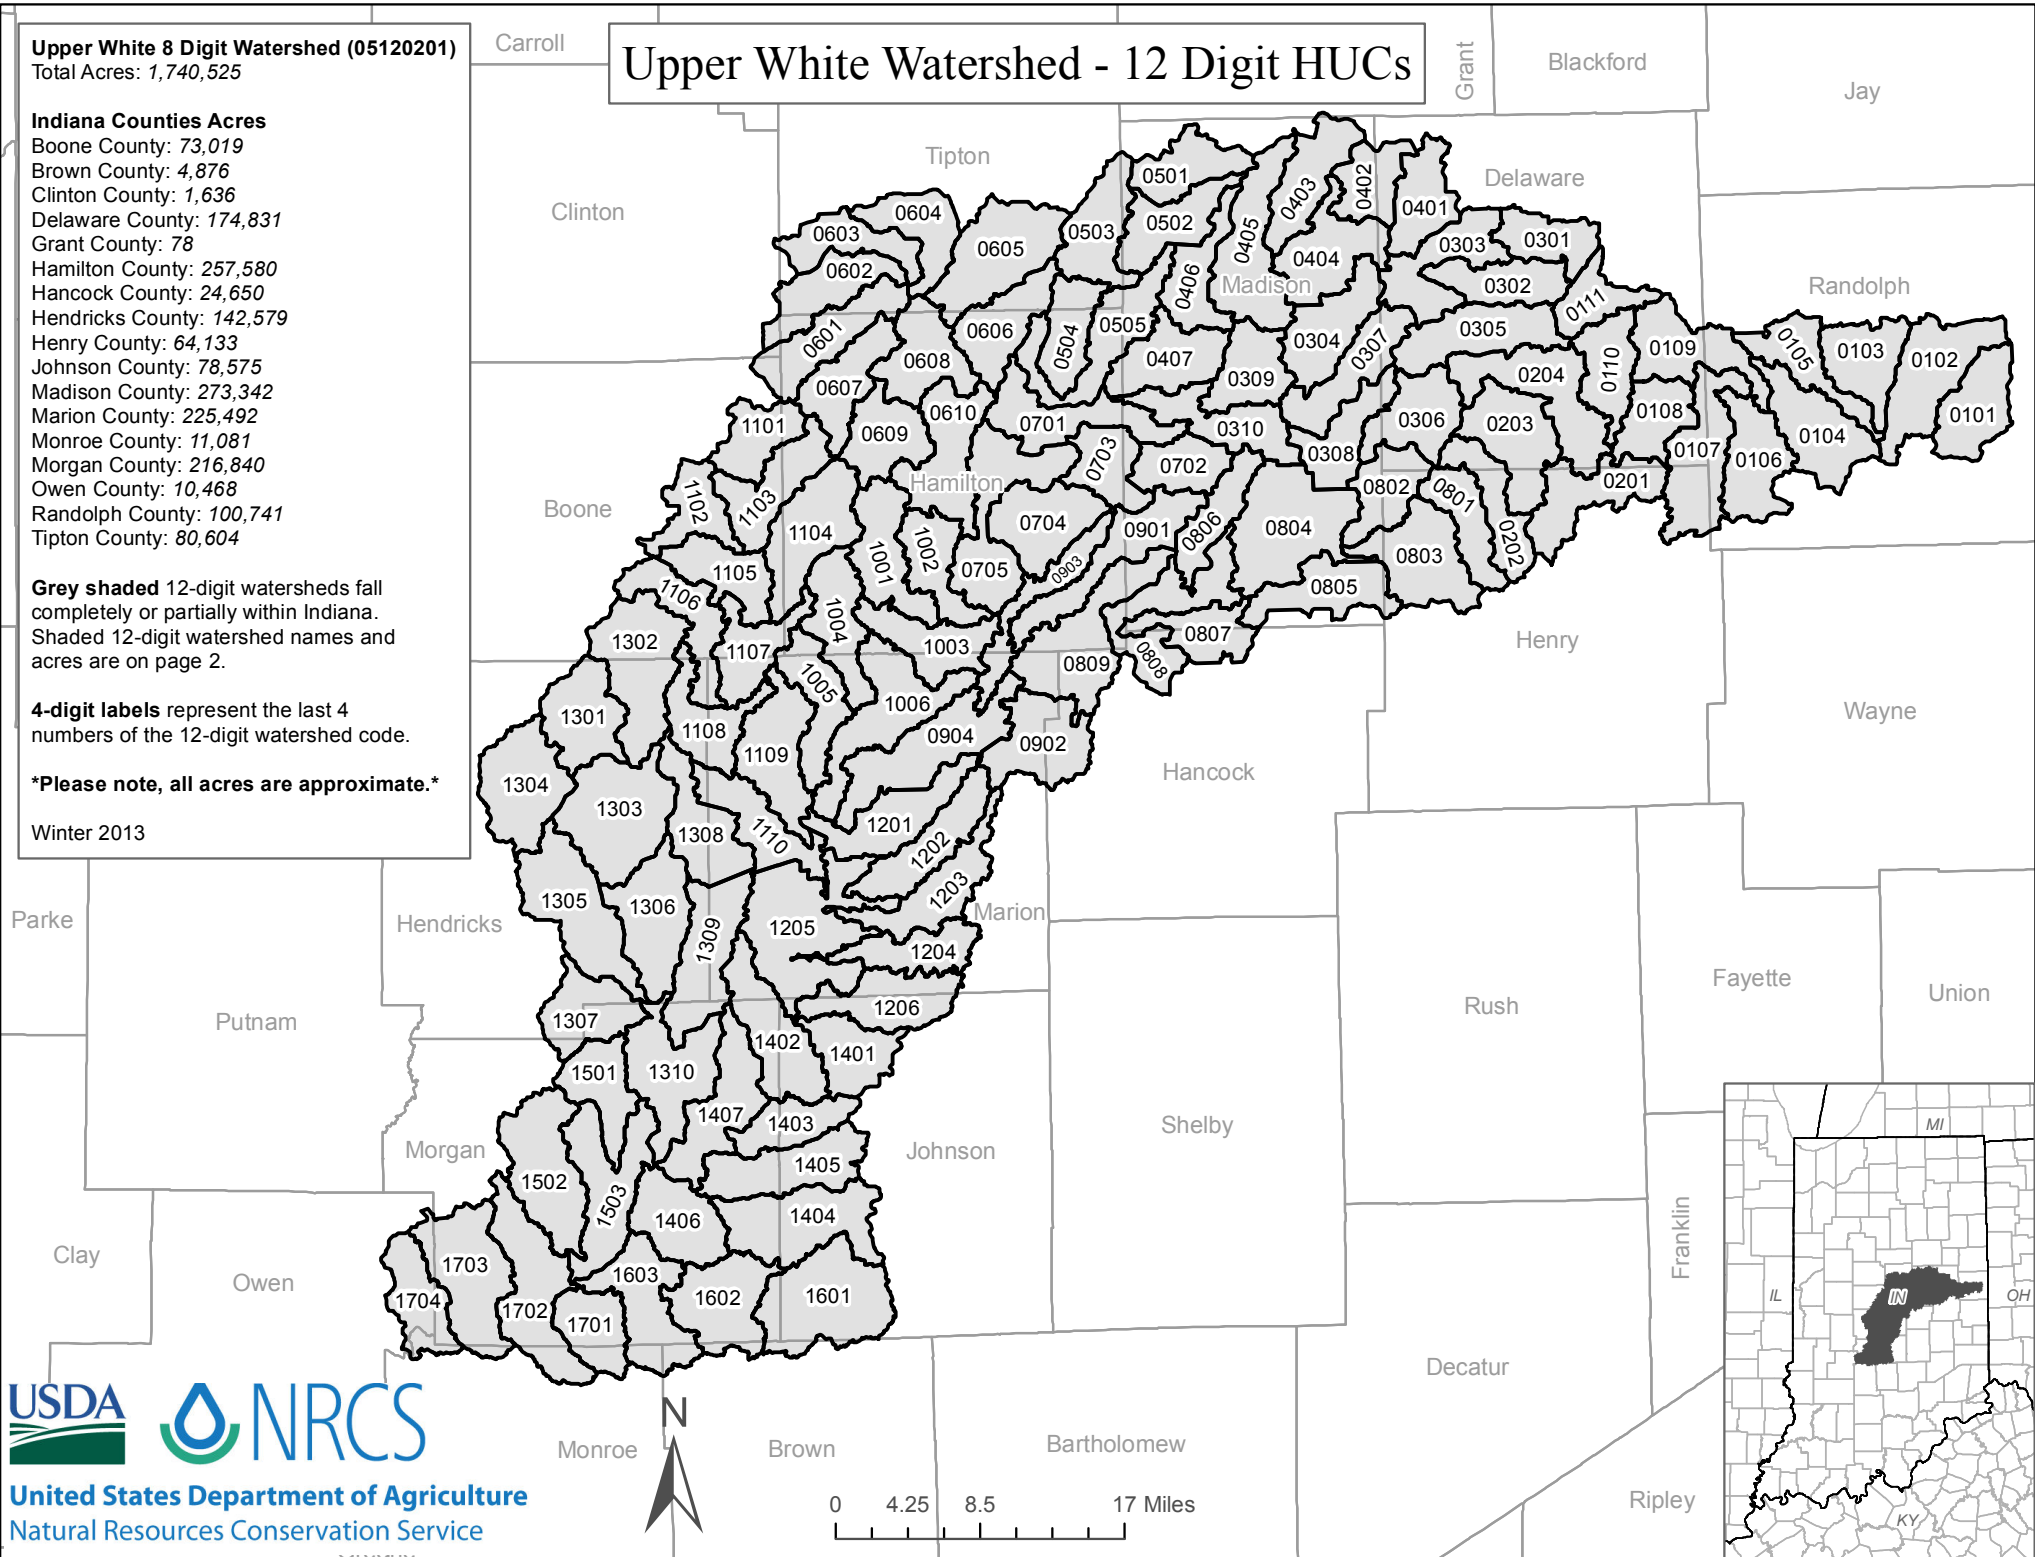 Upper White Watershed - 12 Digit HUCs
Upper White 8 Digit Watershed (05120201)
Total Acres: 1,740,525
Indiana Counties Acres
Boone County: 73,019
Brown County: 4,876
Clinton County: 1,636
Delaware County: 174,831
Grant County: 78
Hamilton County: 257,580
Hancock County: 24,650
Hendricks County: 142,579
Henry County: 64,133
Johnson County: 78,575
Madison County: 273,342
Marion County: 225,492
Monroe County: 11,081
Morgan County: 216,840
Owen County: 10,468
Randolph County: 100,741
Tipton County: 80,604
Grey shaded 12-digit watersheds fall
completely or partially within Indiana.
Shaded 12-digit watershed names and
acres are on page 2.
4-digit labels represent the last 4
numbers of the 12-digit watershed code.
*Please note, all acres are approximate.*
Winter 2013
Carroll
Grant
Blackford
Jay
Tipton
Clinton
Delaware
Madison
Randolph
Boone
Hamilton
Henry
Wayne
Hancock
Parke
Hendricks
Marion
Putnam
Rush
Fayette
Union
Morgan
Johnson
Shelby
Franklin
Clay
Owen
Decatur
Monroe
Brown
Bartholomew
Ripley
0501
0502
0503
0403
0402
0401
0405
0404
0406
0303
0301
0302
0111
0604
0603
0602
0605
0601
0606
0504
0505
0407
0304
0307
0305
0309
0204
0110
0109
0105
0103
0102
0101
0608
0607
0610
0609
0701
0310
0308
0306
0203
0108
0107
0106
0104
0703
0702
0802
0801
0201
0202
0803
0804
0805
0806
0901
0704
0903
0705
0807
0808
0809
0902
0904
1101
1102
1103
1104
1105
1106
1107
1001
1002
1003
1004
1005
1006
1302
1301
1108
1109
1304
1303
1308
1110
1201
1202
1203
1305
1306
1309
1205
1204
1206
1307
1402
1401
1501
1310
1407
1403
1405
1502
1503
1406
1404
1703
1704
1702
1701
1603
1602
1601
MI
IL
IN
OH
KY
USDA
NRCS
United States Department of Agriculture
Natural Resources Conservation Service
N
0 4.25 8.5 17 Miles